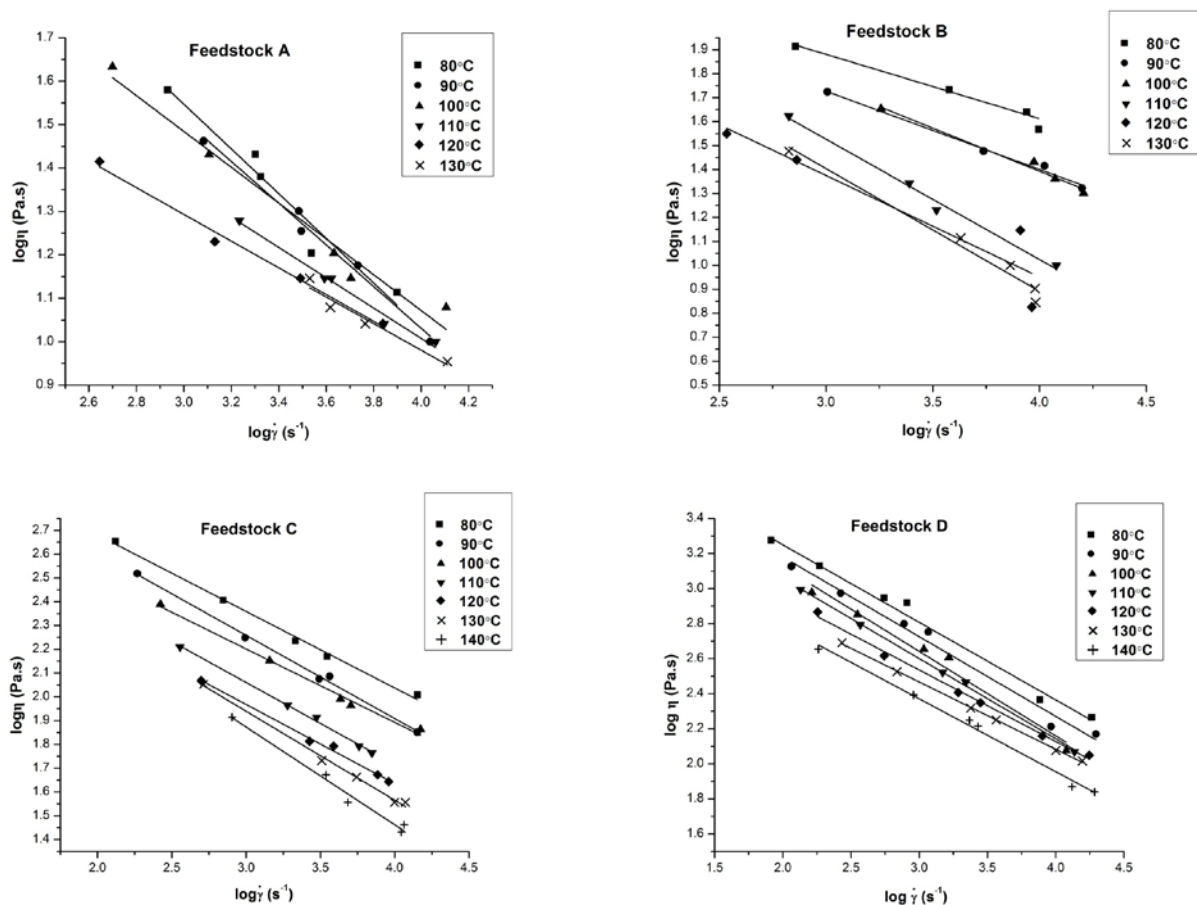 Feedstock A
80°C
90°C
100°C
110°C
120°C
130°C
logη (Pa.s)
1.7
1.6
1.5
1.4
1.3
1.2
1.1
1.0
0.9
2.6 2.8 3.0 3.2 3.4 3.6 3.8 4.0 4.2
logγ̇ (s⁻¹)
Feedstock B
80°C
90°C
100°C
110°C
120°C
130°C
logη (Pa.s)
1.9
1.8
1.7
1.6
1.5
1.4
1.3
1.2
1.1
1.0
0.9
0.8
0.7
0.6
0.5
2.5 3.0 3.5 4.0 4.5
logγ̇ (s⁻¹)
Feedstock C
80°C
90°C
100°C
110°C
120°C
130°C
140°C
logη (Pa.s)
2.7
2.6
2.5
2.4
2.3
2.2
2.1
2.0
1.9
1.8
1.7
1.6
1.5
1.4
2.0 2.5 3.0 3.5 4.0 4.5
logγ̇ (s⁻¹)
Feedstock D
80°C
90°C
100°C
110°C
120°C
130°C
140°C
log η (Pa.s)
3.4
3.2
3.0
2.8
2.6
2.4
2.2
2.0
1.8
1.6
1.5 2.0 2.5 3.0 3.5 4.0 4.5
log γ̇ (s⁻¹)